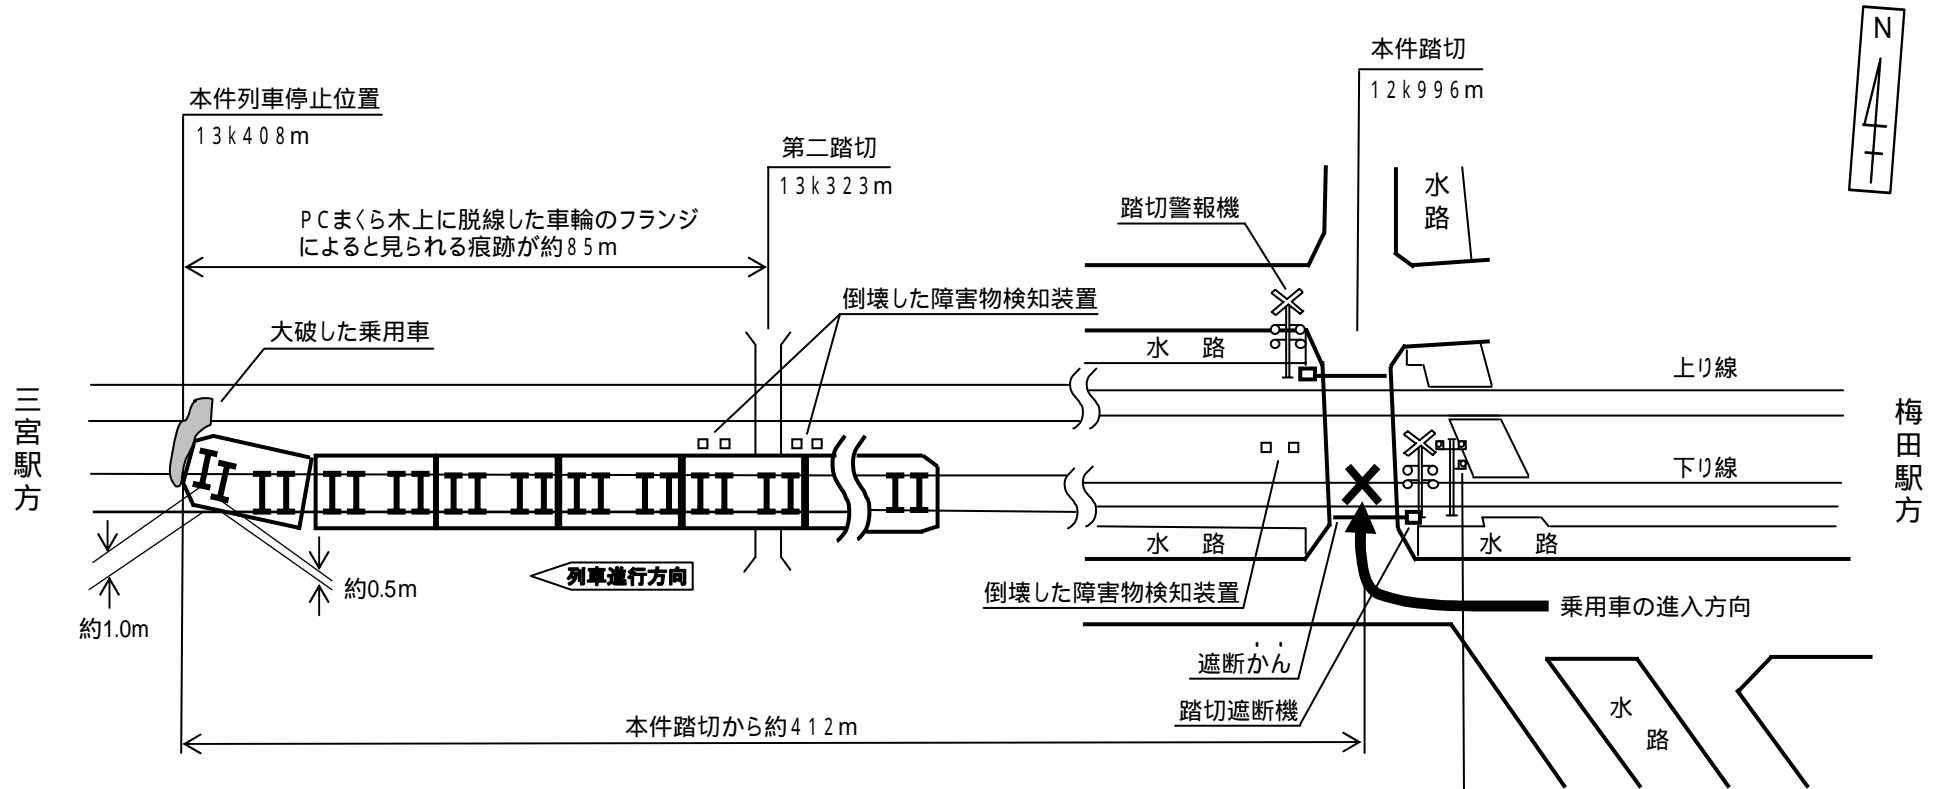 N
本件踏切
12k996m
本件列車停止位置
13k408m
第二踏切
13k323m
水路
踏切警報機
PCまくら木上に脱線した車輪のフランジ
によると見られる痕跡が約85m
倒壊した障害物検知装置
大破した乗用車
水 路
上り線
三宮駅方
梅田駅方
下り線
水 路
水 路
列車進行方向
約0.5m
約1.0m
倒壊した障害物検知装置
乗用車の進入方向
遮断かん
踏切遮断機
本件踏切から約412m
水
路